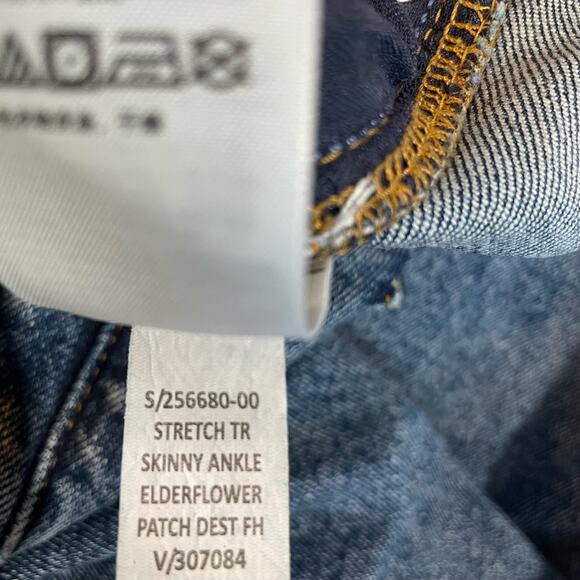 S/256680-00
STRETCH TR
SKINNY ANKLE
ELDERFLOWER
PATCH DEST FH
V/307084